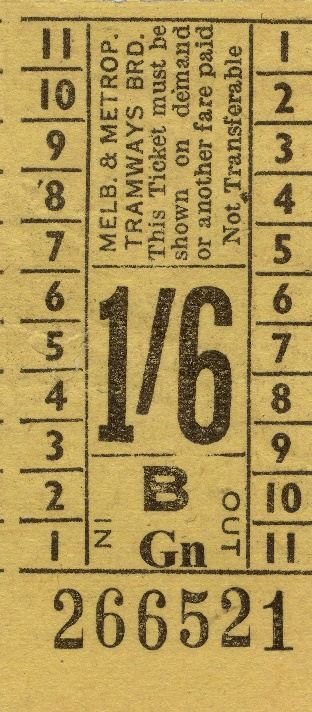 11
10
9
8
7
6
5
4
3
2
1
MELB. & METROP.
TRAMWAYS BRD.
This Ticket must be
shown on demand
or another fare paid
Not Transferable
1/6
B
IN
Gn
OUT
1
2
3
4
5
6
7
8
9
10
11
266521